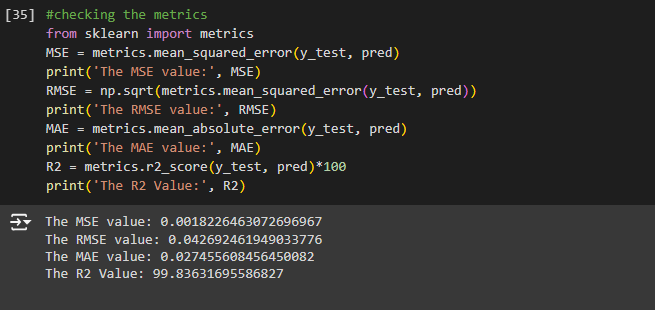 [35] #checking the metrics
from sklearn import metrics
MSE = metrics.mean_squared_error(y_test, pred)
print('The MSE value:', MSE)
RMSE = np.sqrt(metrics.mean_squared_error(y_test, pred))
print('The RMSE value:', RMSE)
MAE = metrics.mean_absolute_error(y_test, pred)
print('The MAE value:', MAE)
R2 = metrics.r2_score(y_test, pred)*100
print('The R2 Value:', R2)
The MSE value: 0.0018226463072696967
The RMSE value: 0.042692461949033776
The MAE value: 0.027455608456450082
The R2 Value: 99.83631695586827